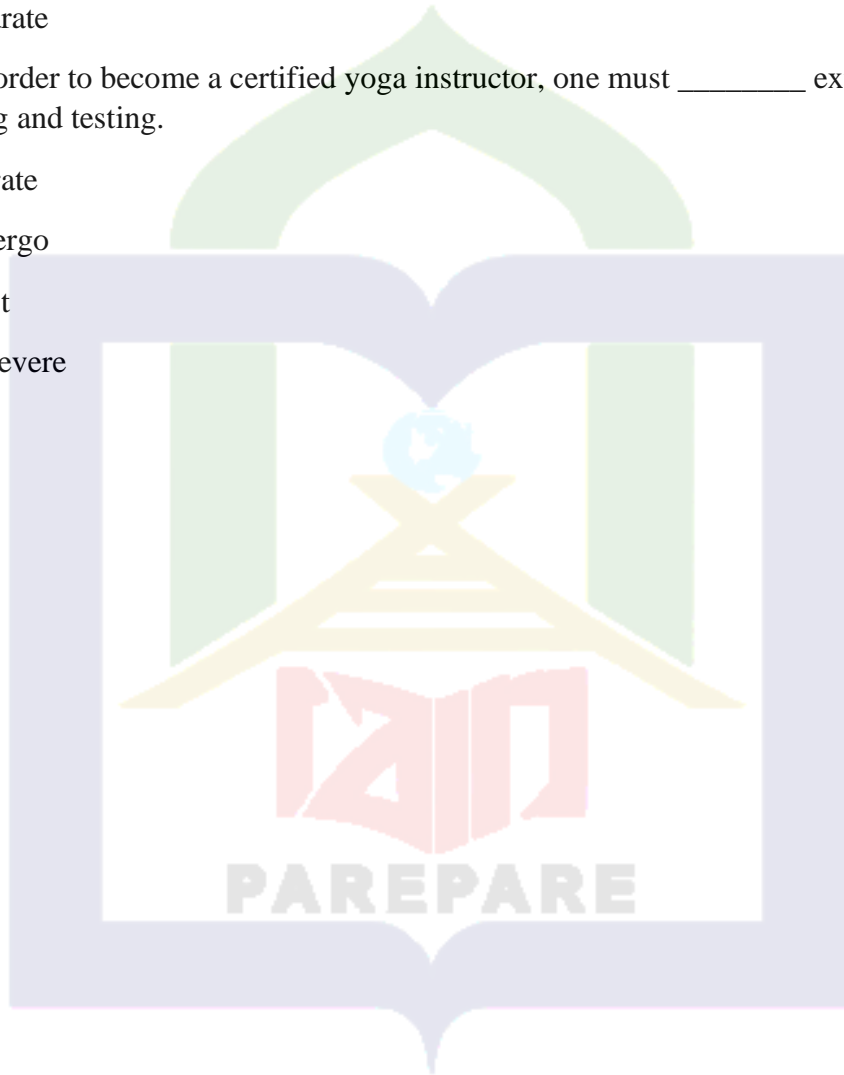 rate
order to become a certified yoga instructor, one must ________ ex
g and testing.
rate
ergo
t
evere
PAREPARE